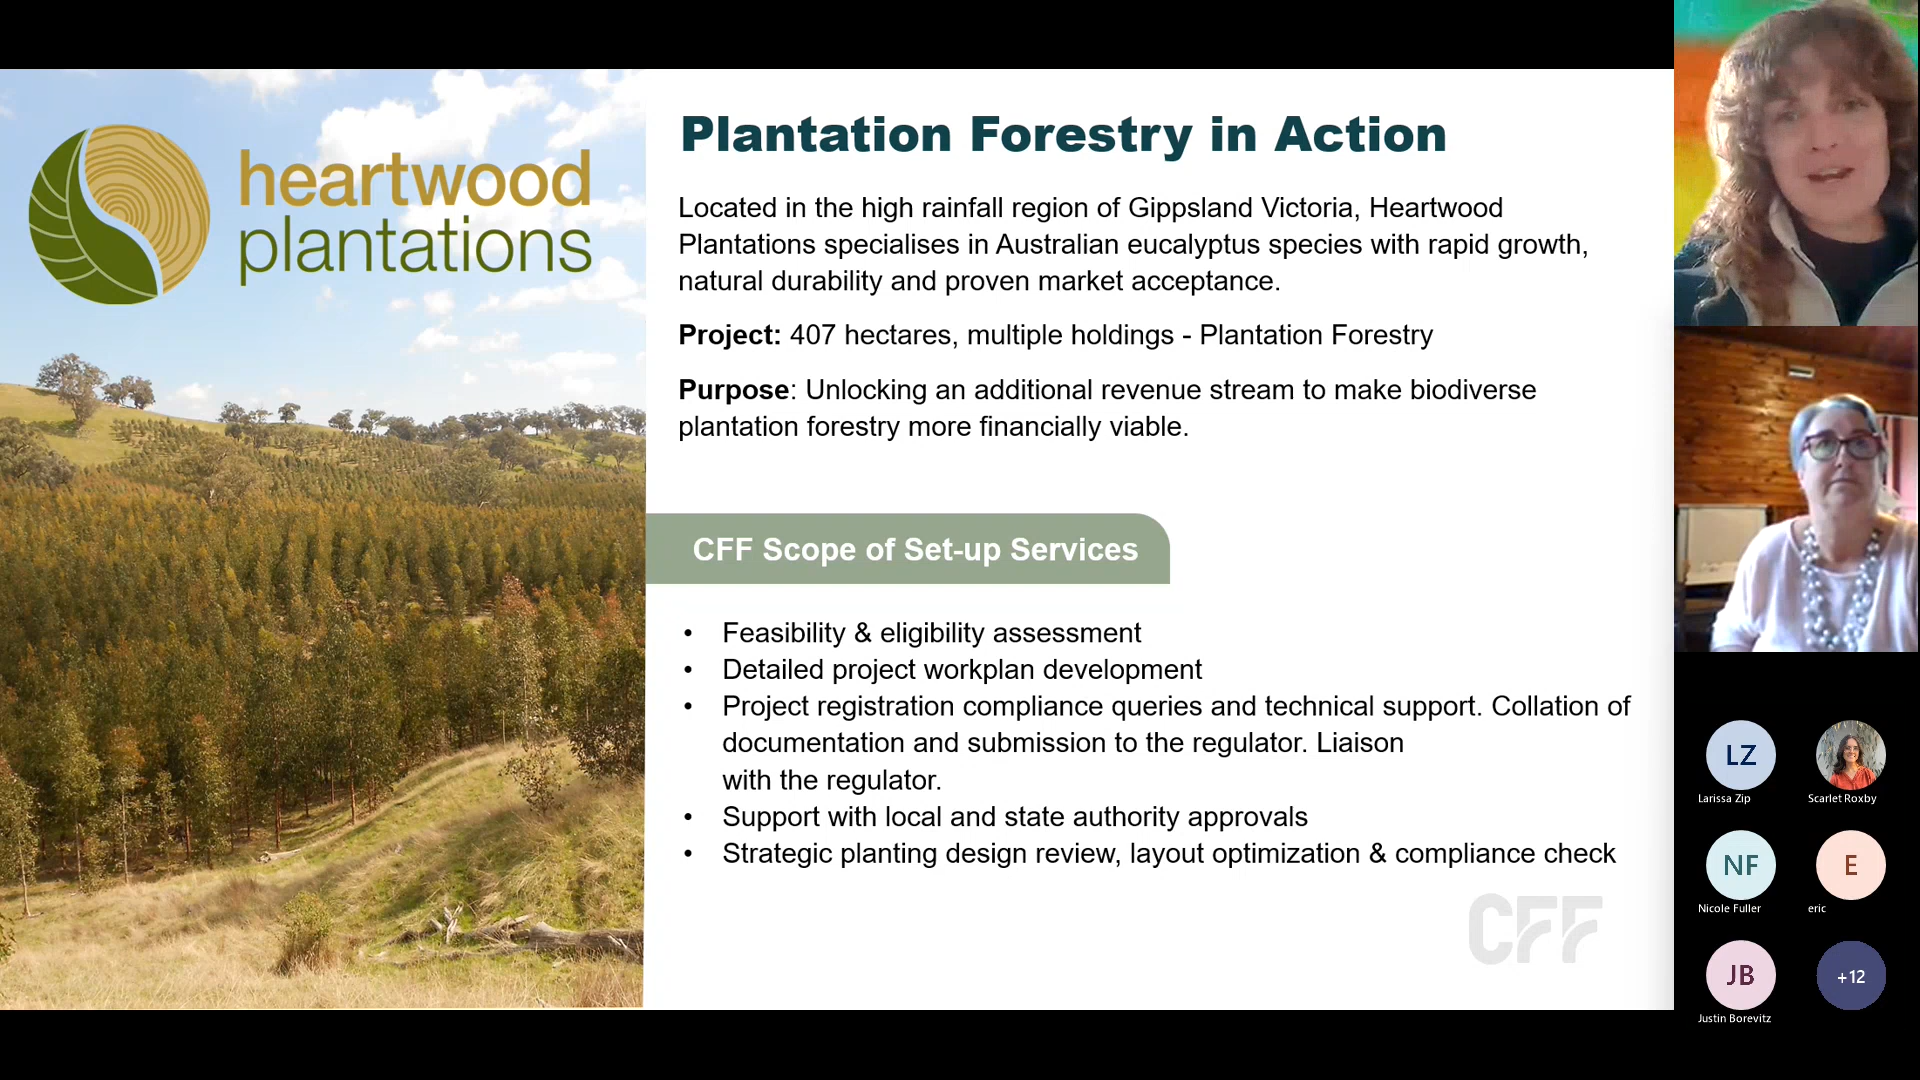 heartwood
plantations
Plantation Forestry in Action
Located in the high rainfall region of Gippsland Victoria, Heartwood
Plantations specialises in Australian eucalyptus species with rapid growth,
natural durability and proven market acceptance.
Project: 407 hectares, multiple holdings - Plantation Forestry
Purpose: Unlocking an additional revenue stream to make biodiverse
plantation forestry more financially viable.
CFF Scope of Set-up Services
• Feasibility & eligibility assessment
• Detailed project workplan development
• Project registration compliance queries and technical support. Collation of
documentation and submission to the regulator. Liaison
with the regulator.
• Support with local and state authority approvals
• Strategic planting design review, layout optimization & compliance check
CFF
LZ
Larissa Zip
Scarlet Roxby
NF
Nicole Fuller
E
eric
JB
Justin Borevitz
+12